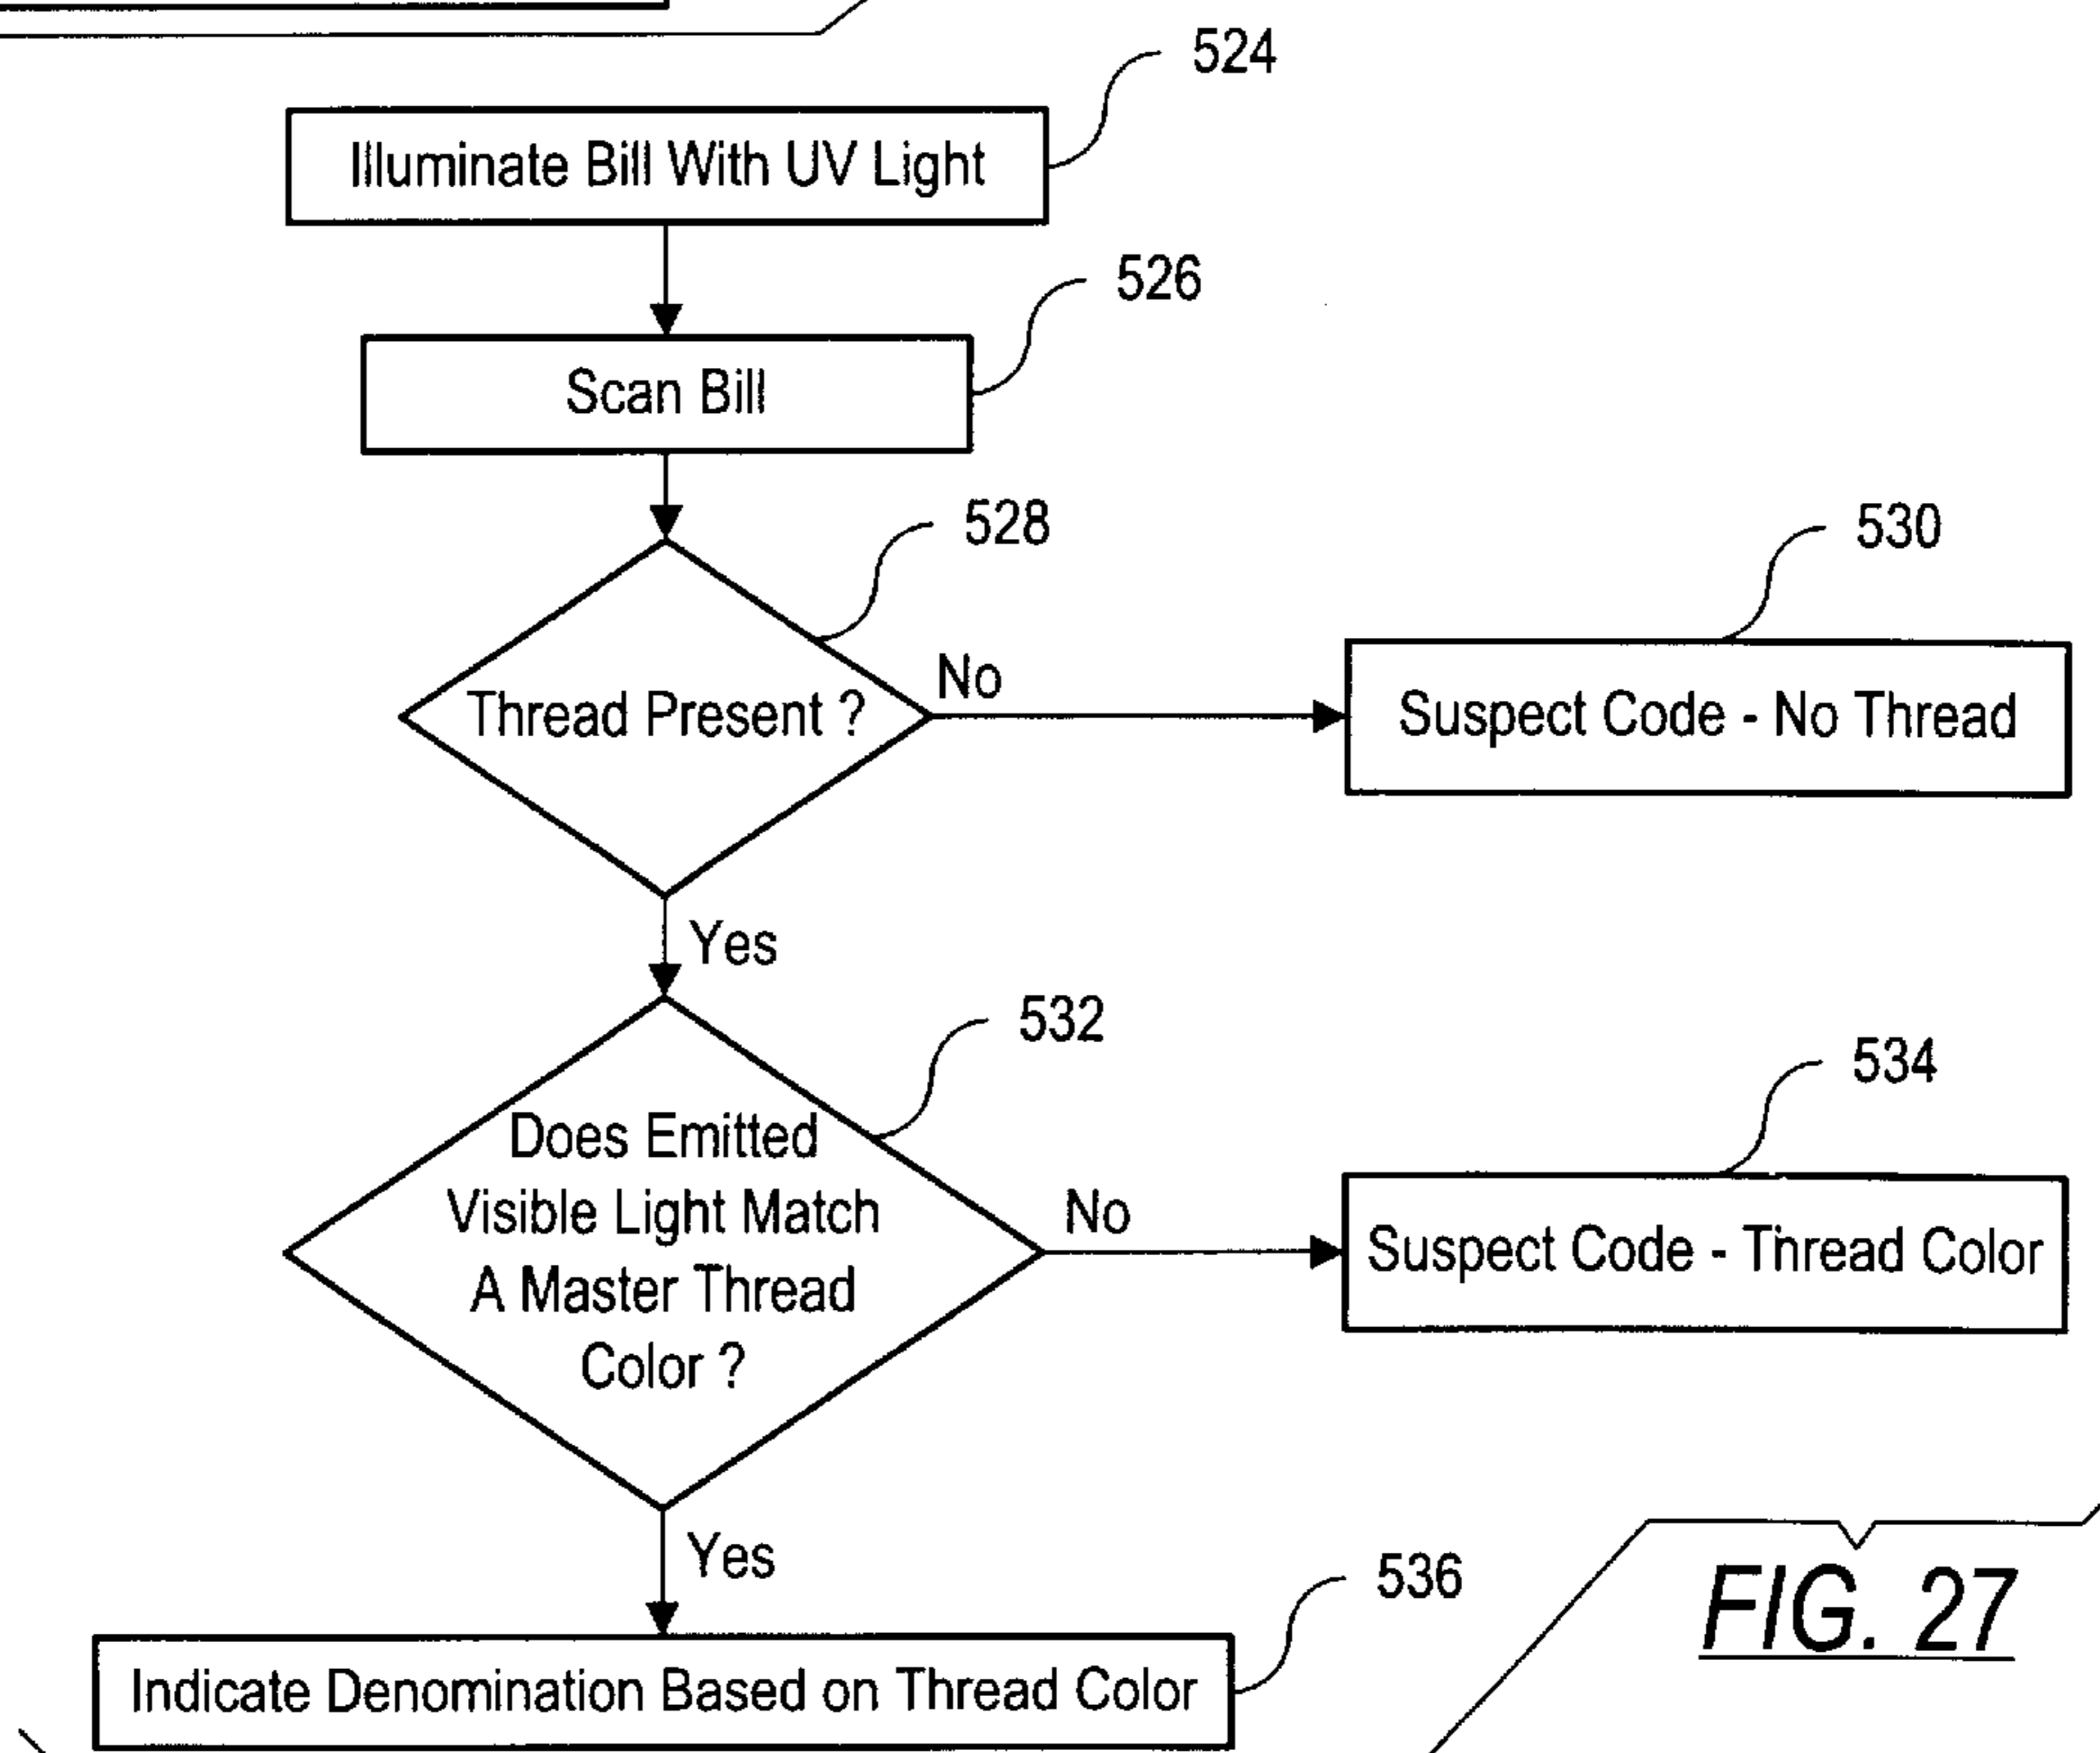 524
Illuminate Bill With UV Light
526
Scan Bill
528
530
Thread Present ?
No
Suspect Code - No Thread
Yes
532
534
Does Emitted
Visible Light Match
A Master Thread
Color ?
No
Suspect Code - Thread Color
Yes
536
FIG. 27
Indicate Denomination Based on Thread Color